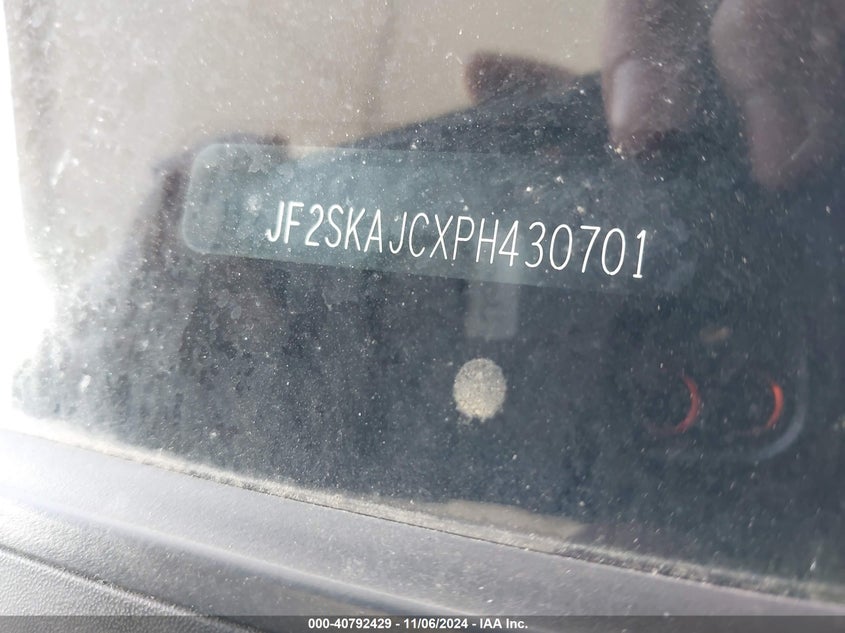 JF2SKAJCXPH430701
000-40792429 - 11/06/2024 - IAA Inc.